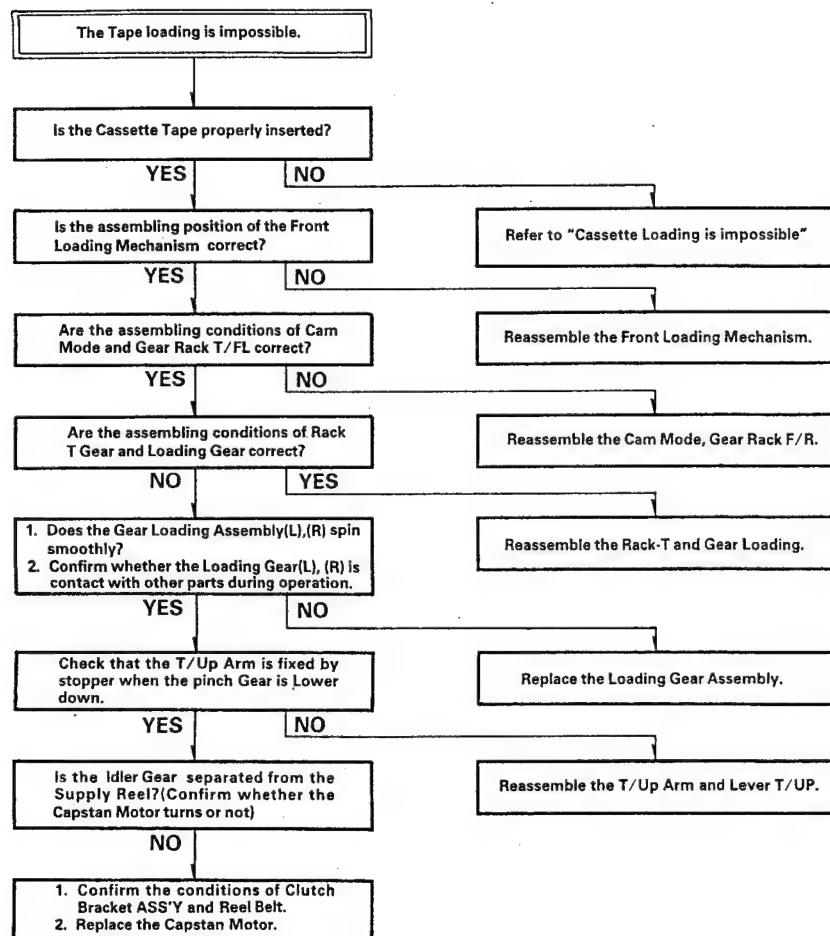 The Tape loading is impossible.
Is the Cassette Tape properly inserted?
YES
NO
Is the assembling position of the Front
Loading Mechanism correct?
Refer to "Cassette Loading is impossible"
YES
NO
Are the assembling conditions of Cam
Mode and Gear Rack T/FL correct?
Reassemble the Front Loading Mechanism.
YES
NO
Are the assembling conditions of Rack
T Gear and Loading Gear correct?
Reassemble the Cam Mode, Gear Rack F/R.
NO
YES
1. Does the Gear Loading Assembly(L),(R) spin
smoothly?
2. Confirm whether the Loading Gear(L), (R) is
contact with other parts during operation.
Reassemble the Rack-T and Gear Loading.
YES
NO
Check that the T/Up Arm is fixed by
stopper when the pinch Gear is Lower
down.
Replace the Loading Gear Assembly.
YES
NO
Is the Idler Gear separated from the
Supply Reel?(Confirm whether the
Capstan Motor turns or not)
Reassemble the T/Up Arm and Lever T/UP.
NO
1. Confirm the conditions of Clutch
Bracket ASS'Y and Reel Belt.
2. Replace the Capstan Motor.